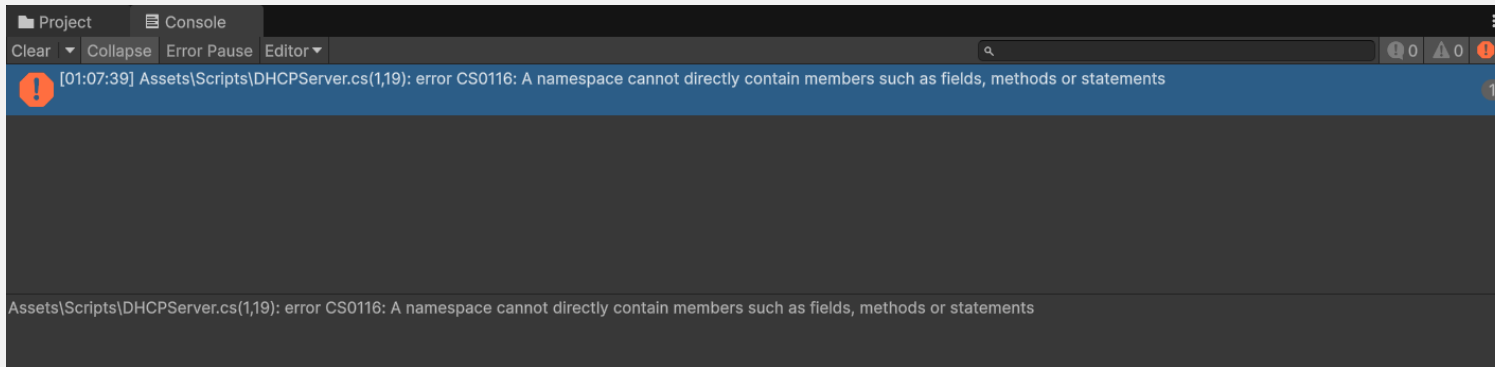 Project Console
Clear Collapse Error Pause Editor 0 0
[01:07:39] Assets\Scripts\DHCPServer.cs(1,19): error CS0116: A namespace cannot directly contain members such as fields, methods or statements
1
Assets\Scripts\DHCPServer.cs(1,19): error CS0116: A namespace cannot directly contain members such as fields, methods or statements